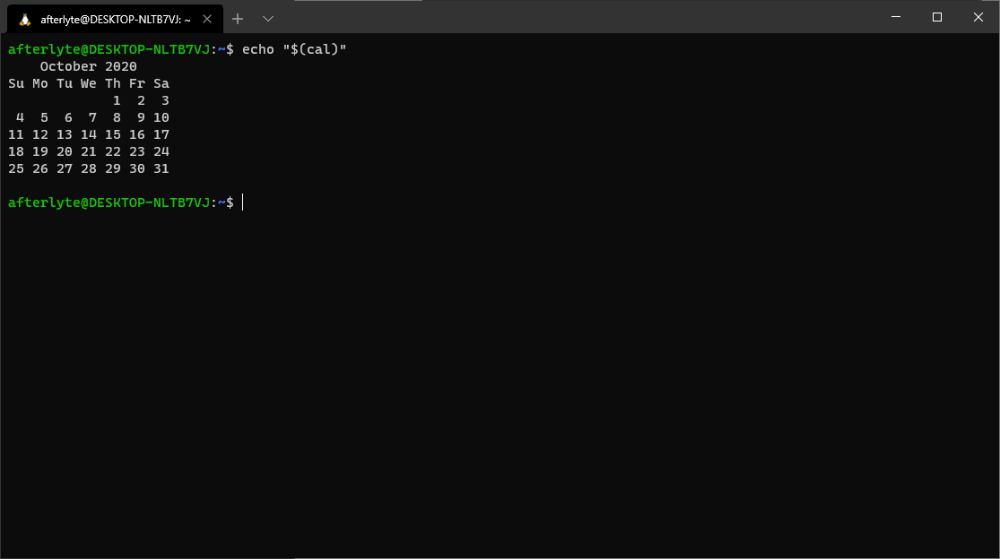 afterlyte@DESKTOP-NLTB7VJ: ~
afterlyte@DESKTOP-NLTB7VJ:~$ echo "$(cal)"
    October 2020
Su Mo Tu We Th Fr Sa
             1  2  3
 4  5  6  7  8  9 10
11 12 13 14 15 16 17
18 19 20 21 22 23 24
25 26 27 28 29 30 31
afterlyte@DESKTOP-NLTB7VJ:~$